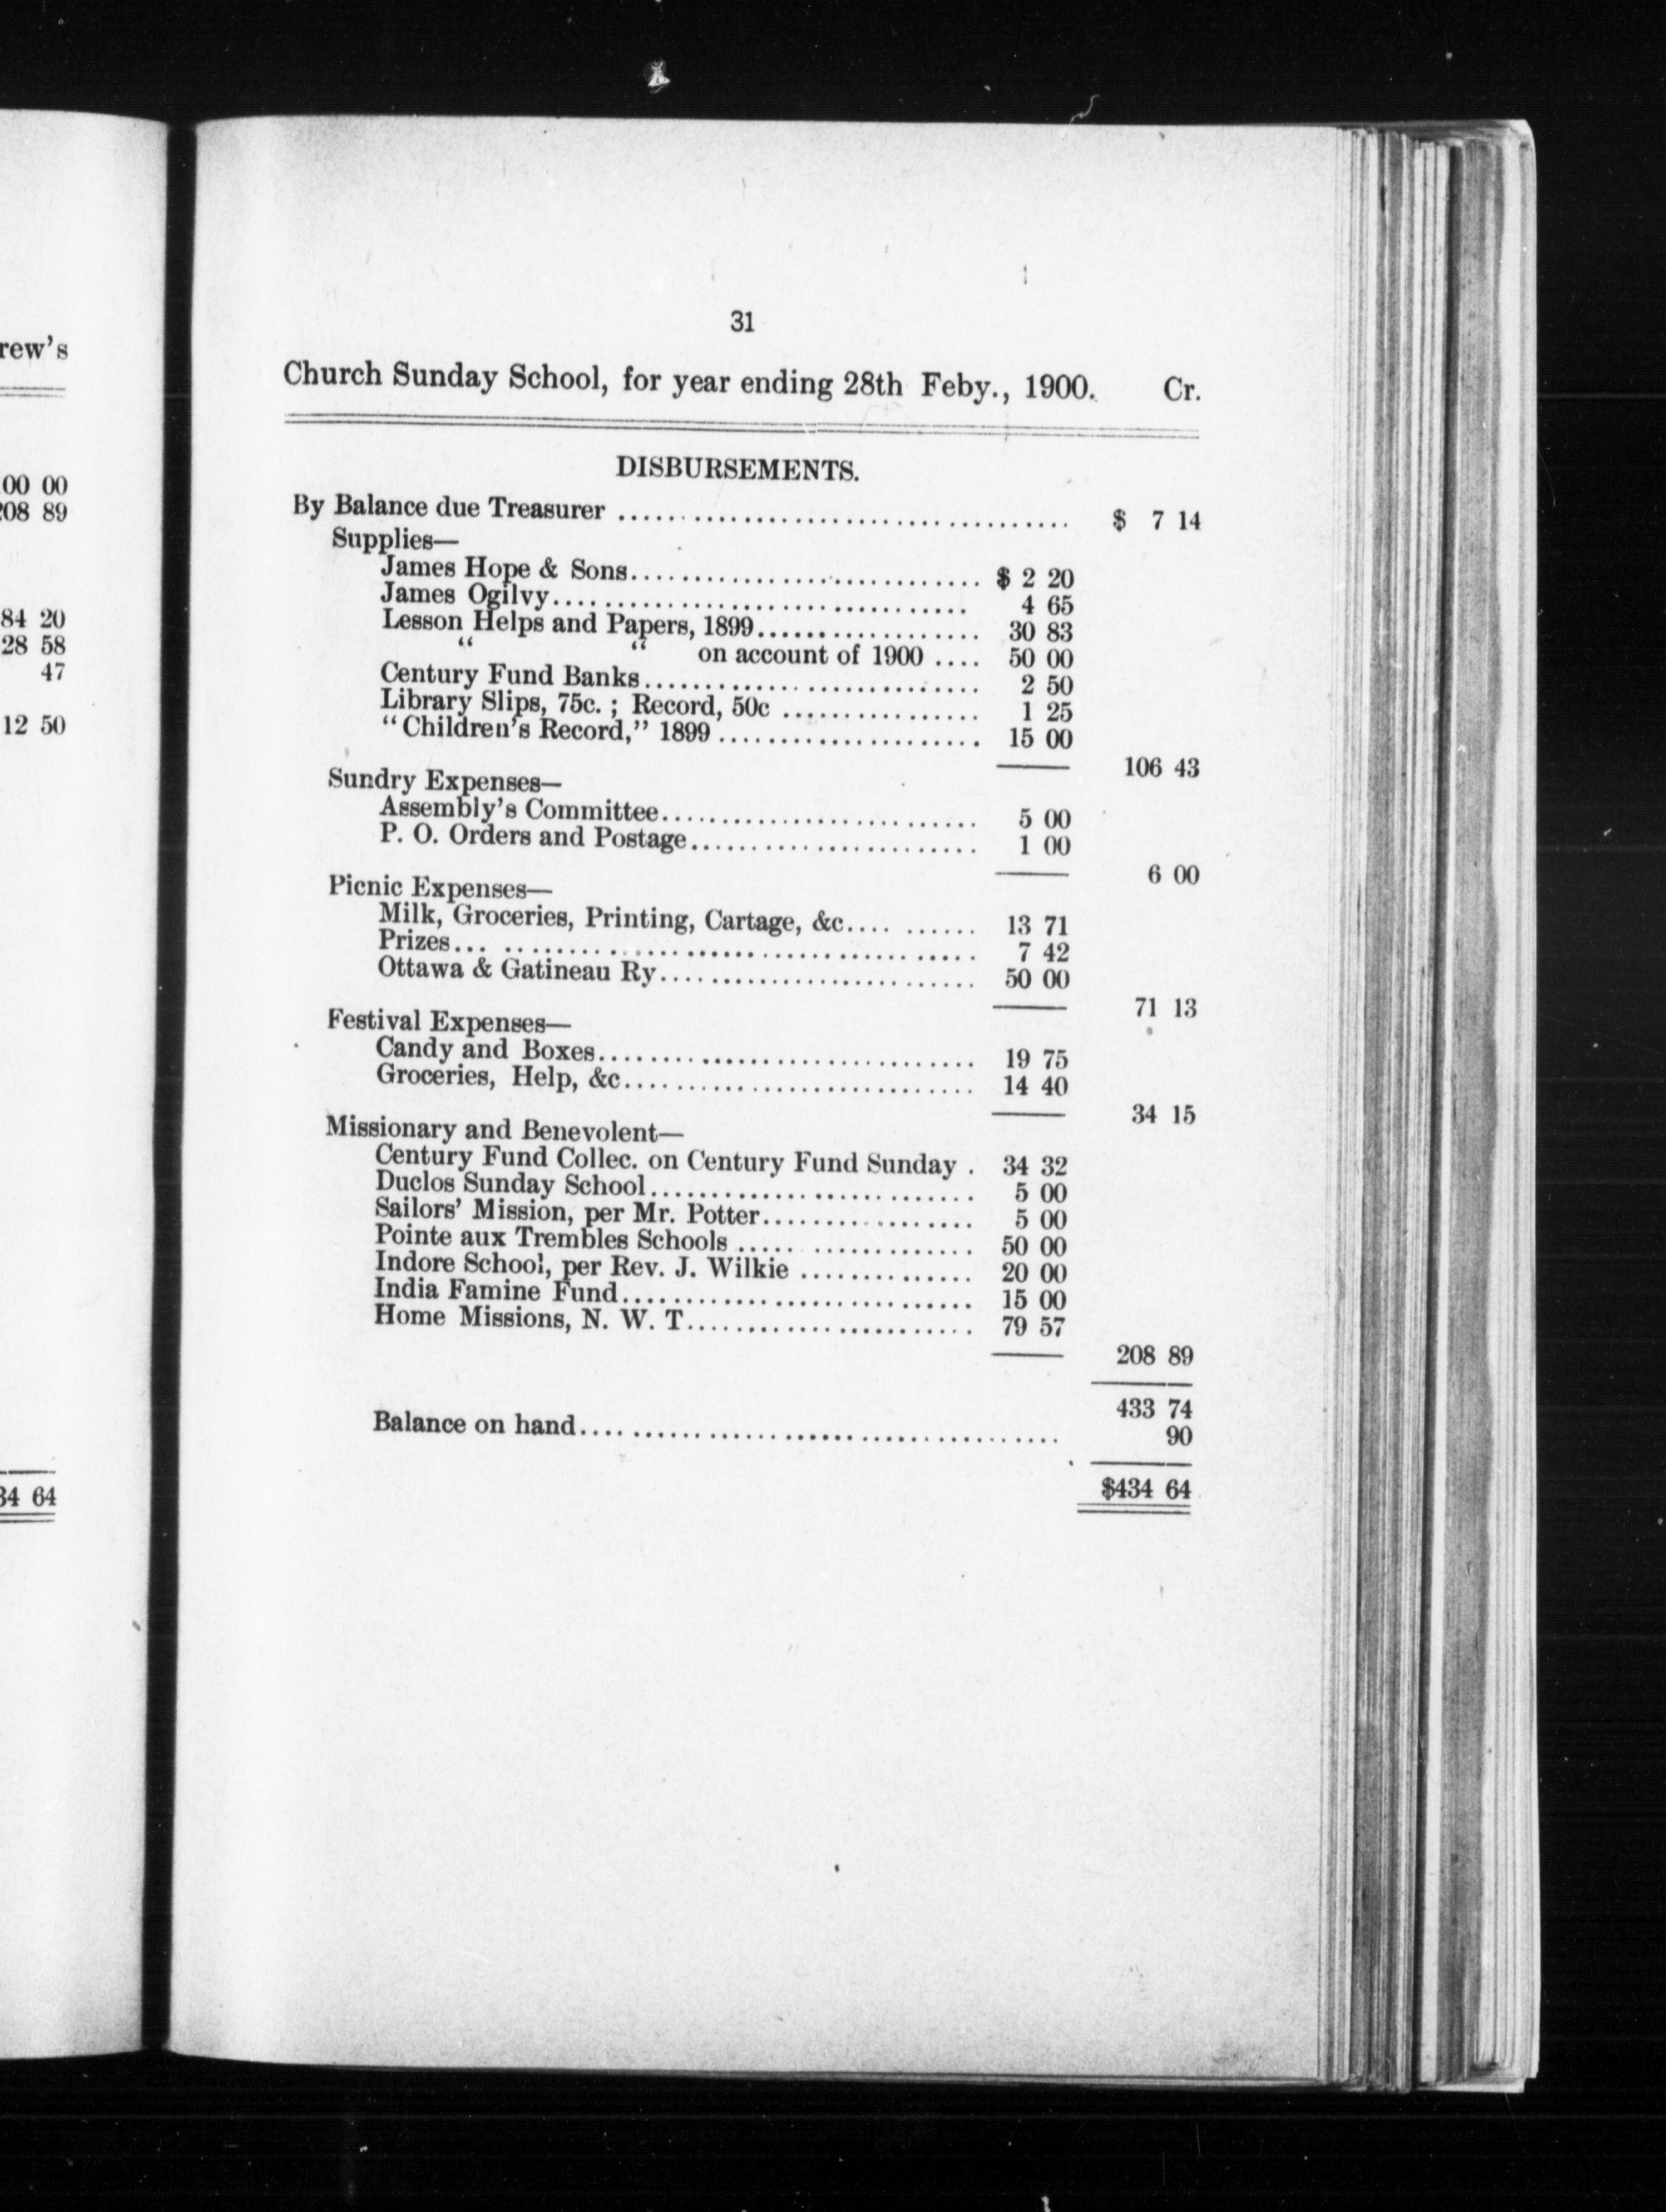 rew's
00 00
08 89
84 20
28 58
47
12 50
34 64
31
Church Sunday School, for year ending 28th Feby., 1900. Cr.
DISBURSEMENTS.
By Balance due Treasurer .................................... $ 7 14
Supplies—
James Hope & Sons............................ $ 2 20
James Ogilvy.................................. 4 65
Lesson Helps and Papers, 1899.................. 30 83
“ “ on account of 1900 .... 50 00
Century Fund Banks........................... 2 50
Library Slips, 75c. ; Record, 50c ................ 1 25
“Children's Record,” 1899 ..................... 15 00
106 43
Sundry Expenses—
Assembly's Committee......................... 5 00
P. O. Orders and Postage....................... 1 00
6 00
Picnic Expenses—
Milk, Groceries, Printing, Cartage, &c.... ...... 13 71
Prizes... ...................................... 7 42
Ottawa & Gatineau Ry......................... 50 00
71 13
Festival Expenses—
Candy and Boxes.............................. 19 75
Groceries, Help, &c............................ 14 40
34 15
Missionary and Benevolent—
Century Fund Collec. on Century Fund Sunday . 34 32
Duclos Sunday School.......................... 5 00
Sailors' Mission, per Mr. Potter................. 5 00
Pointe aux Trembles Schools ..... ............. 50 00
Indore School, per Rev. J. Wilkie .............. 20 00
India Famine Fund............................ 15 00
Home Missions, N. W. T....................... 79 57
208 89
433 74
Balance on hand...................................... 90
$434 64